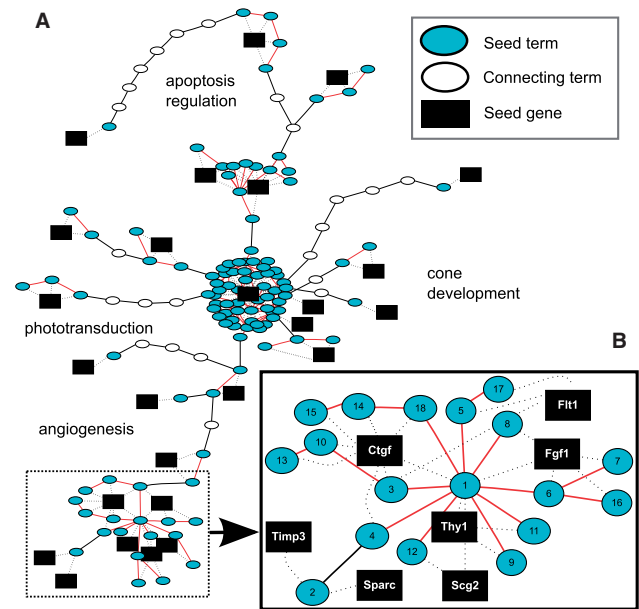 A
Seed term
Connecting term
Seed gene
apoptosis
regulation
cone
development
phototransduction
angiogenesis
B
17
15
14
18
5
Flt1
8
10
Ctgf
Fgf1
13
7
3
1
6
16
Timp3
4
Thy1
11
12
9
2
Sparc
Scg2